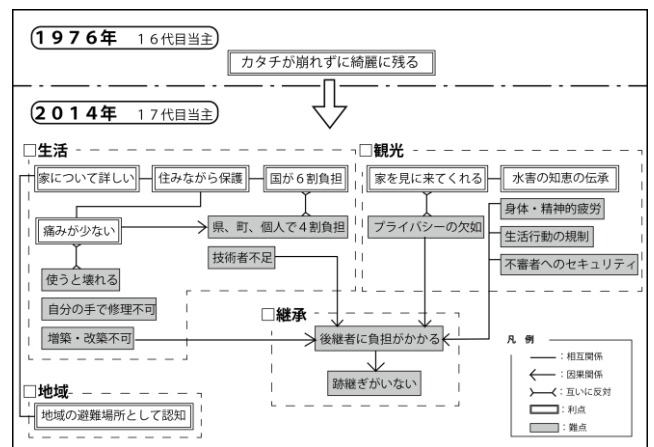 1976年 16代目当主
カタチが崩れずに綺麗に残る
2014年 17代目当主
□生活
家について詳しい
住みながら保護
国が6割負担
痛みが少ない
県、町、個人で4割負担
技術者不足
使うと壊れる
自分の手で修理不可
増築・改築不可
□観光
家を見に来てくれる
水害の知恵の伝承
プライバシーの欠如
身体・精神的疲労
生活行動の規制
不審者へのセキュリティ
□継承
後継者に負担がかかる
跡継ぎがいない
□地域
地域の避難場所として認知
凡 例
：相互関係
：因果関係
：互いに反対
：利点
：難点